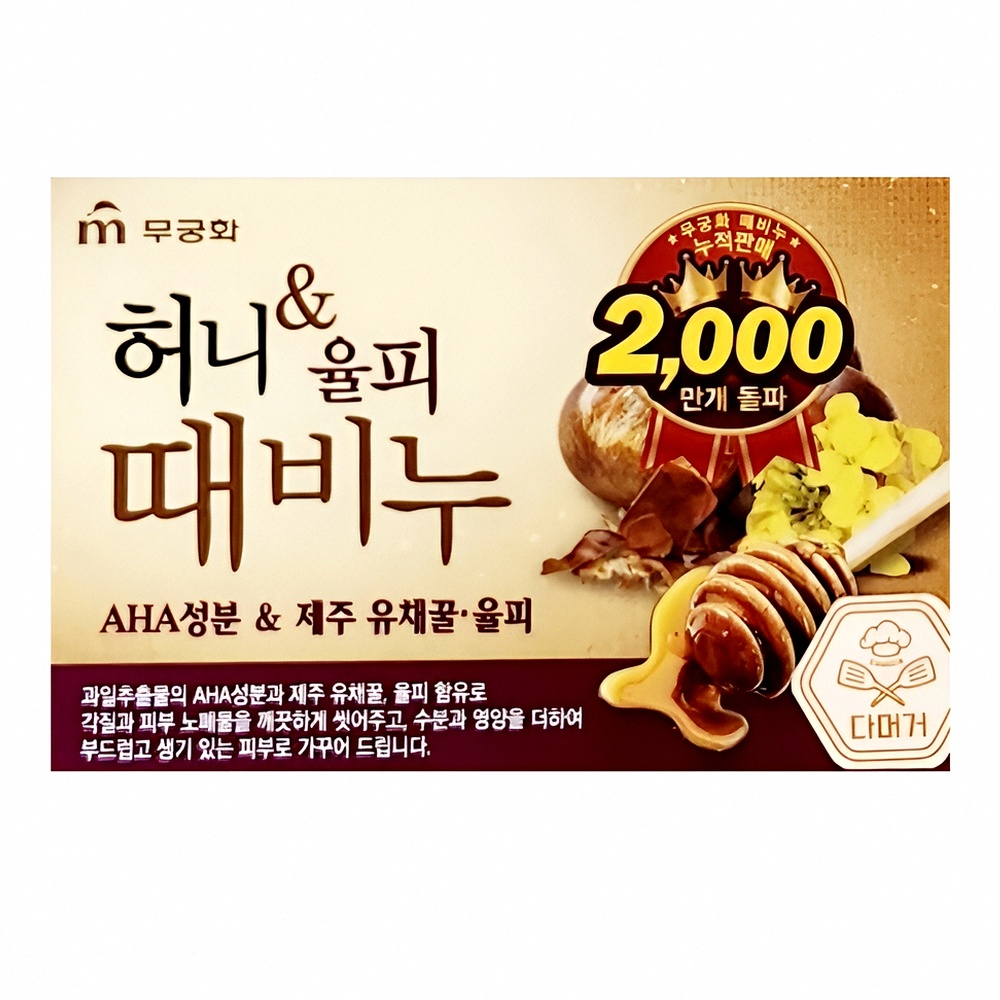 무궁화
허니&율피
때비누
AHA성분 & 제주 유채꿀·율피
과일추출물의 AHA성분과 제주 유채꿀, 율피 함유로
각질과 피부 노폐물을 깨끗하게 씻어주고, 수분과 영양을 더하여
부드럽고 생기 있는 피부로 가꾸어 드립니다.
무궁화 때비누
누적판매
2,000
만개 돌파
다머거